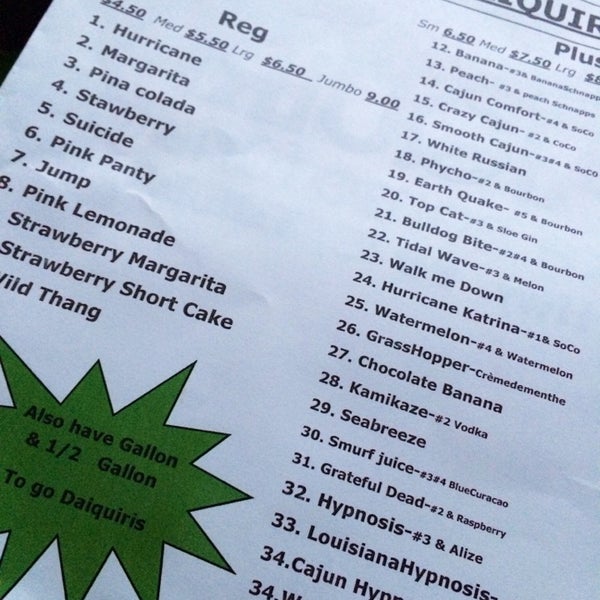 Reg
$4.50 Med $5.50 Lrg $6.50 Jumbo 9.00
1. Hurricane
2. Margarita
3. Pina colada
4. Stawberry
5. Suicide
6. Pink Panty
7. Jump
8. Pink Lemonade
Strawberry Margarita
Strawberry Short Cake
Wild Thang
Also have Gallon
& 1/2 Gallon
To go Daiquiris
Plus
Sm 6.50 Med $7.50 Lrg
12. Banana-#3& BananaSchnapps
13. Peach- #3 & peach Schnapps
14. Cajun Comfort-#4 & SoCo
15. Crazy Cajun-#2 & CoCo
16. Smooth Cajun-#3#4 & SoCo
17. White Russian
18. Phycho-#2 & Bourbon
19. Earth Quake- #5 & Bourbon
20. Top Cat-#3 & Sloe Gin
21. Bulldog Bite-#2#4 & Bourbon
22. Tidal Wave-#3 & Melon
23. Walk me Down
24. Hurricane Katrina-#1& SoCo
25. Watermelon-#4 & Watermelon
26. GrassHopper-Crèmedementhe
27. Chocolate Banana
28. Kamikaze-#2 Vodka
29. Seabreeze
30. Smurf juice-#3#4 BlueCuracao
31. Grateful Dead-#2 & Raspberry
32. Hypnosis-#3 & Alize
33. LouisianaHypnosis-
34.Cajun Hypn
34.